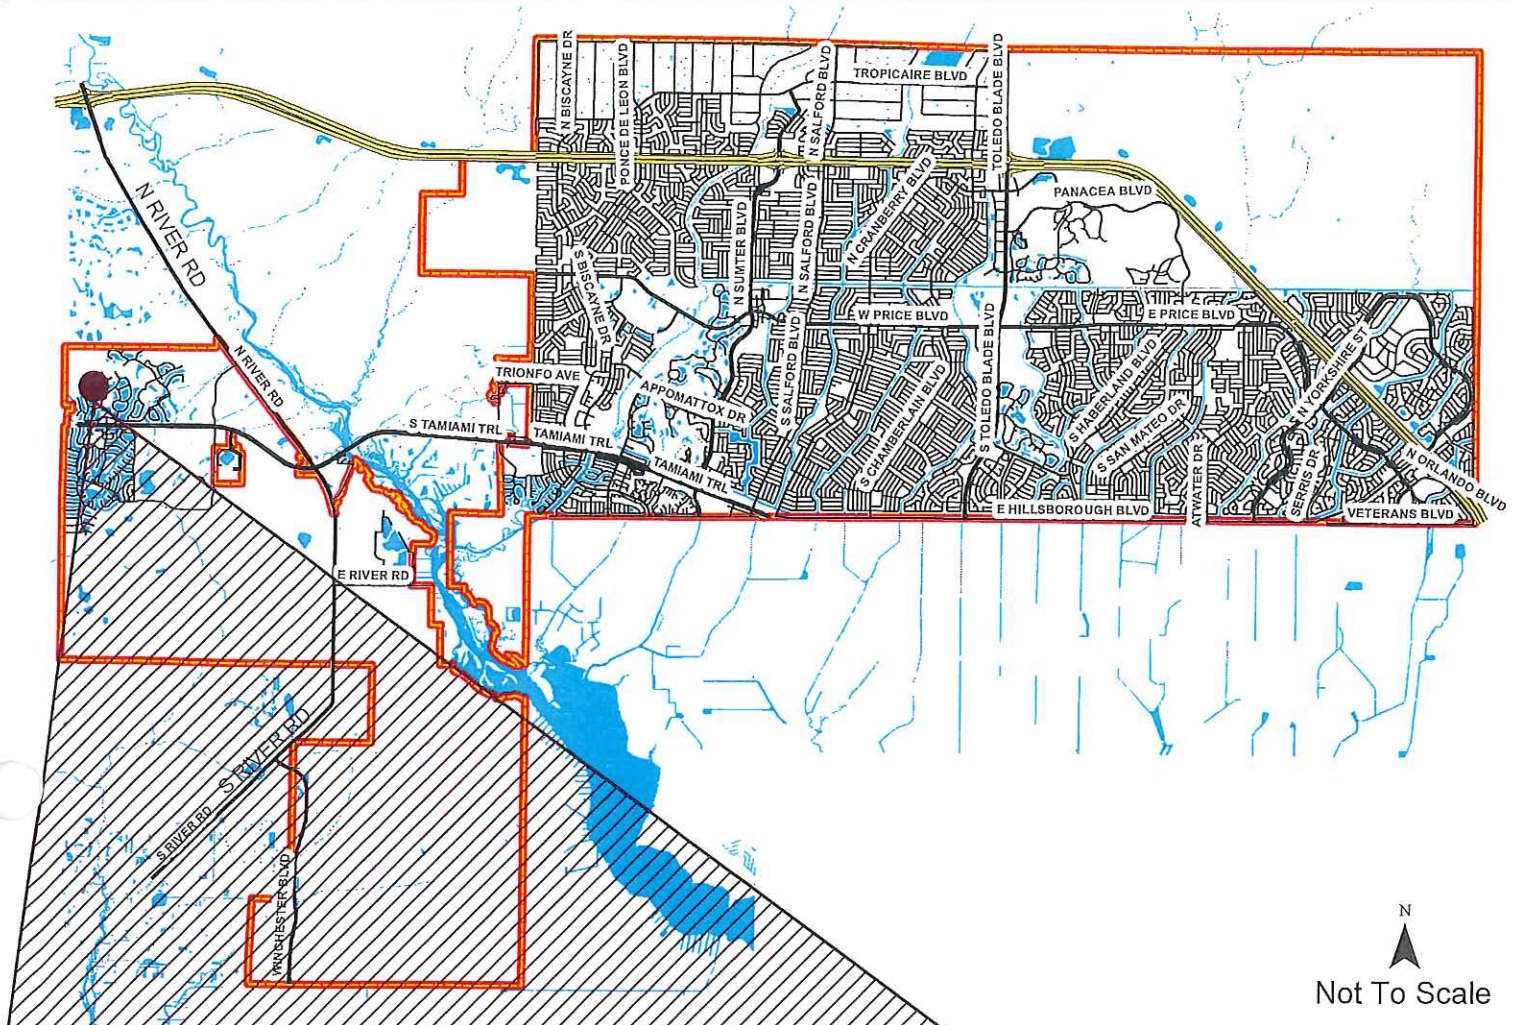 N BISCAYNE DR
PONCE DE LEON BLVD
N SALFORD BLVD
TROPICAIRE BLVD
TOLEDO BLADE BLVD
N RIVER RD
N CRANBERRY BLVD
PANACEA BLVD
N SUMTER BLVD
N SALFORD BLVD
S BISCAYNE DR
W PRICE BLVD
E PRICE BLVD
N RIVER RD
TRIONFO AVE
APPOMATTOX DR
S SALFORD BLVD
S CHAMBERLAIN BLVD
S TOLEDO BLADE BLVD
S HABERLAND BLVD
S SAN MATEO DR
N YORKSHIRE ST
S TAMIAMI TRL
TAMIAMI TRL
TAMIAMI TRL
ATWATER DR
SERRIS DR
N ORLANDO BLVD
E HILLSBOROUGH BLVD
VETERANS BLVD
E RIVER RD
S RIVER RD
S RIVER RD
WINCHESTER BLVD
N
Not To Scale